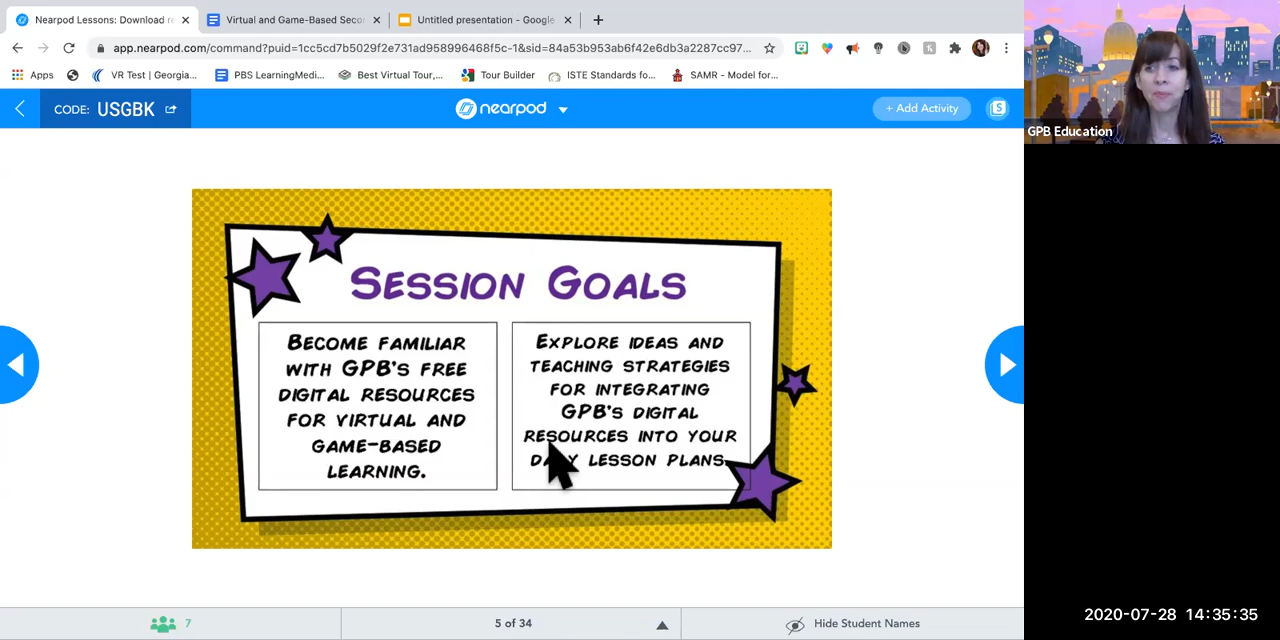 Nearpod Lessons: Download re
Virtual and Game-Based Seco
Untitled presentation - Google
app.nearpod.com/command?puid=1cc5cd7b5029f2e731ad958996468f5c-1&sid=84a53b953ab6f42e6db3a2287cc97...
Apps
VR Test | Georgia...
PBS LearningMedi...
Best Virtual Tour,...
Tour Builder
ISTE Standards fo...
SAMR - Model for...
CODE: USGBK
nearpod
+ Add Activity
S
GPB Education
SESSION GOALS
BECOME FAMILIAR
WITH GPB'S FREE
DIGITAL RESOURCES
FOR VIRTUAL AND
GAME-BASED
LEARNING.
EXPLORE IDEAS AND
TEACHING STRATEGIES
FOR INTEGRATING
GPB'S DIGITAL
RESOURCES INTO YOUR
DAILY LESSON PLANS.
7
5 of 34
Hide Student Names
2020-07-28 14:35:35